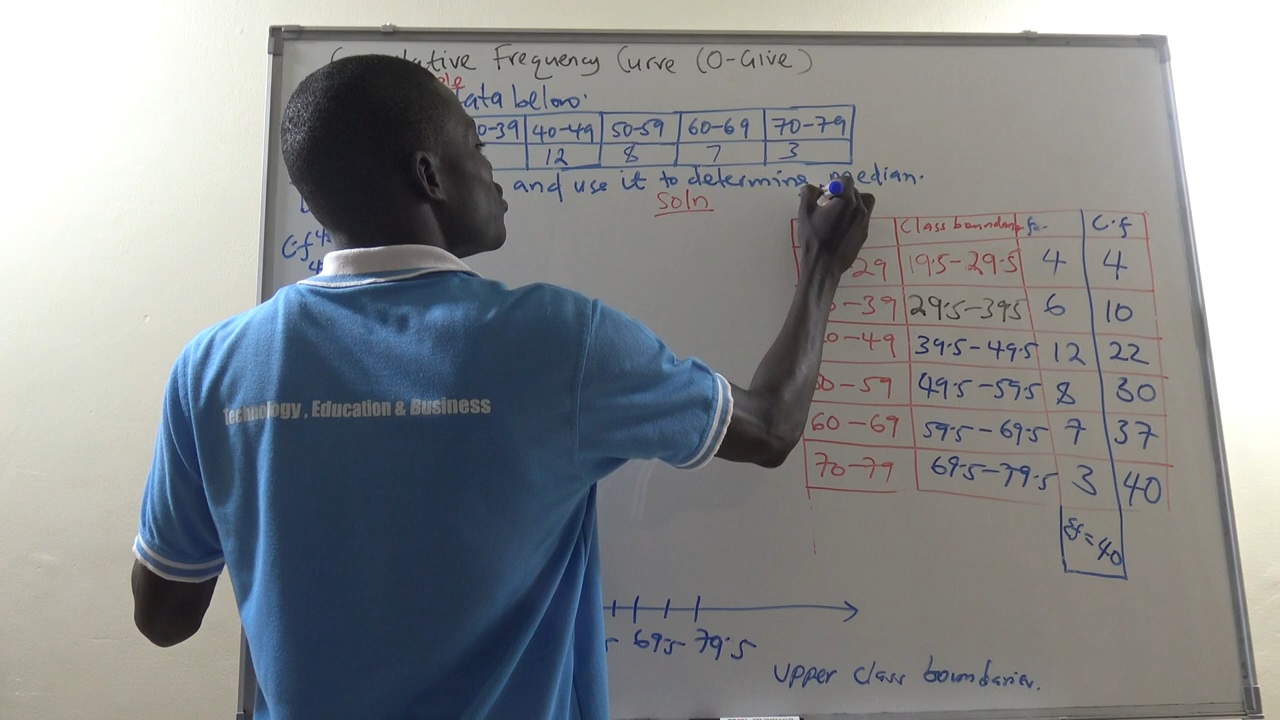 Frequency Curve (O-Give)
data below.
0-39 40-49 50-59 60-69 70-79
12 8 7 3
and use it to determine median.
Soln
C.f
Class boundary f C.f
29 19.5-29.5 4 4
-39 29.5-39.5 6 10
0-49 39.5-49.5 12 22
-59 49.5-59.5 8 30
60-69 59.5-69.5 7 37
70-79 69.5-79.5 3 40
Σf=40
Technology, Education & Business
69.5 79.5
upper class boundaries.